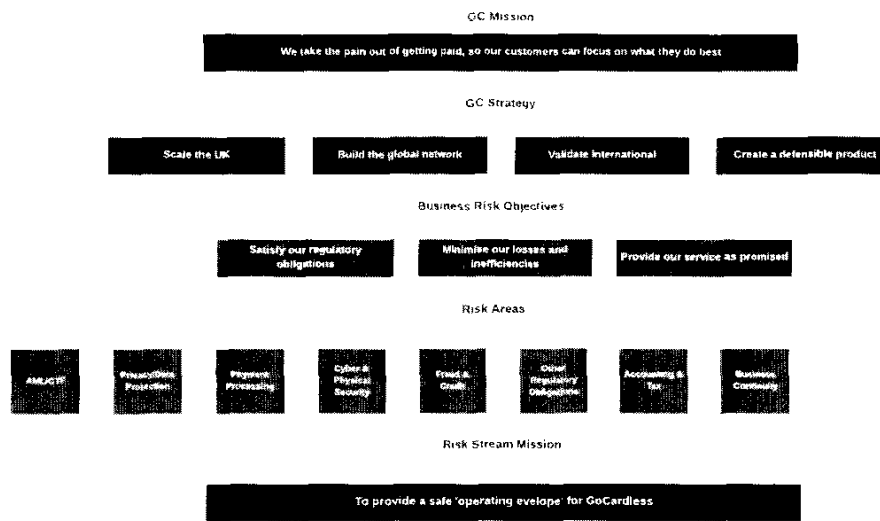 GC Mission
We take the pain out of getting paid, so our customers can focus on what they do best
GC Strategy
Scale the UK
Build the global network
Validate International
Create a defensible product
Business Risk Objectives
Satisfy our regulatory
obligations
Minimise our losses and
inefficiencies
Provide our service as promised
Risk Areas
AML/CTF
Privacy/Data
Protection
Payment
Processing
Cyber &
Physical
Security
Fraud &
Credit
Other
Regulatory
Obligations
Accounting &
Tax
Business
Continuity
Risk Stream Mission
To provide a safe 'operating evelope' for GoCardless